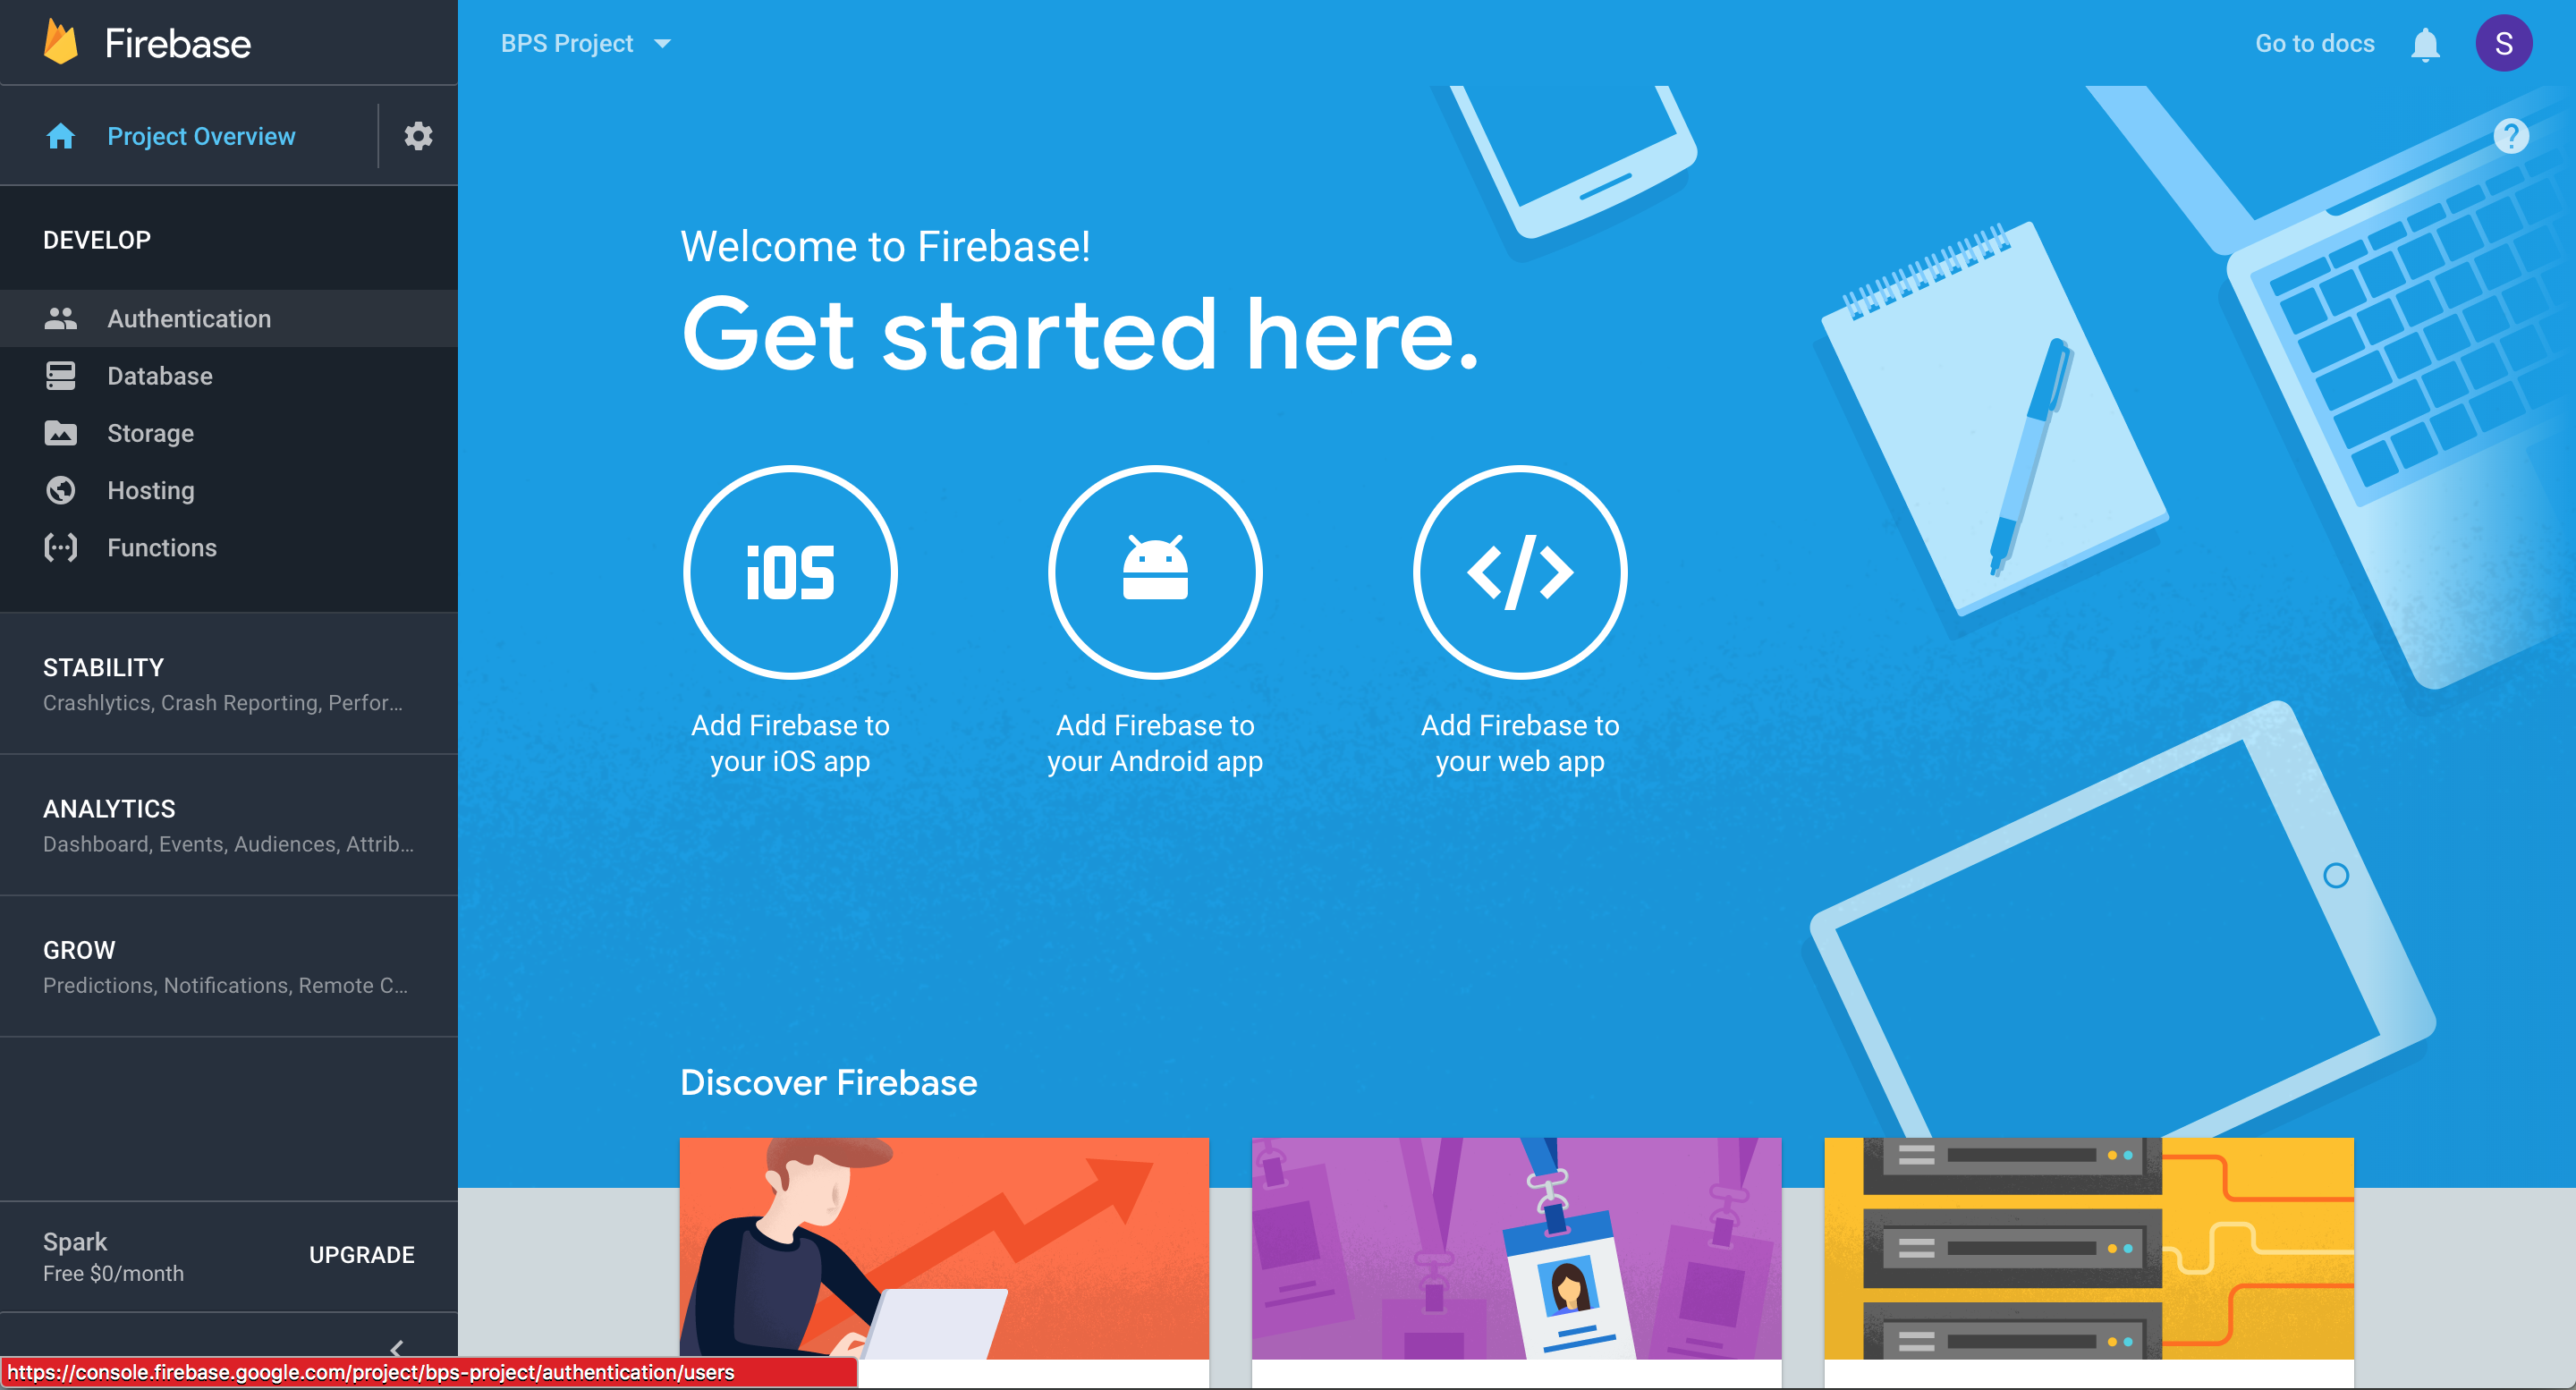 Firebase
BPS Project
Go to docs
S
Project Overview
?
DEVELOP
Authentication
Database
Storage
Hosting
Functions
STABILITY
Crashlytics, Crash Reporting, Perfor...
ANALYTICS
Dashboard, Events, Audiences, Attrib...
GROW
Predictions, Notifications, Remote C...
Spark
Free $0/month
UPGRADE
Welcome to Firebase!
Get started here.
iOS
</>
Add Firebase to
your iOS app
Add Firebase to
your Android app
Add Firebase to
your web app
Discover Firebase
https://console.firebase.google.com/project/bps-project/authentication/users